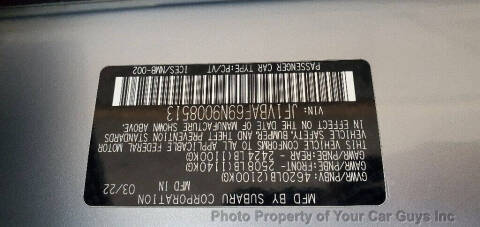 MFD BY SUBARU CORPORATION
03/22
GVWR/PNBV: 4620LB(2100KG)
GAWR/PNBE:FRONT- 2508LB(1140KG)
GAWR/PNBE:REAR - 2424LB(1100KG)
THIS VEHICLE CONFORMS TO ALL APPLICABLE FEDERAL MOTOR
VEHICLE SAFETY, BUMPER, AND THEFT PREVENTION STANDARDS
IN EFFECT ON THE DATE OF MANUFACTURE SHOWN ABOVE.
VIN: JF1VBAF69N9008513
PASSENGER CAR TYPE:PC/VT
ICES/NMB-002
Photo Property of Your Car Guys Inc